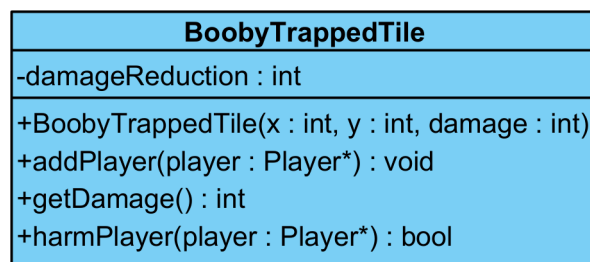 BoobyTrappedTile
-damageReduction : int
+BoobyTrappedTile(x : int, y : int, damage : int)
+addPlayer(player : Player*) : void
+getDamage() : int
+harmPlayer(player : Player*) : bool